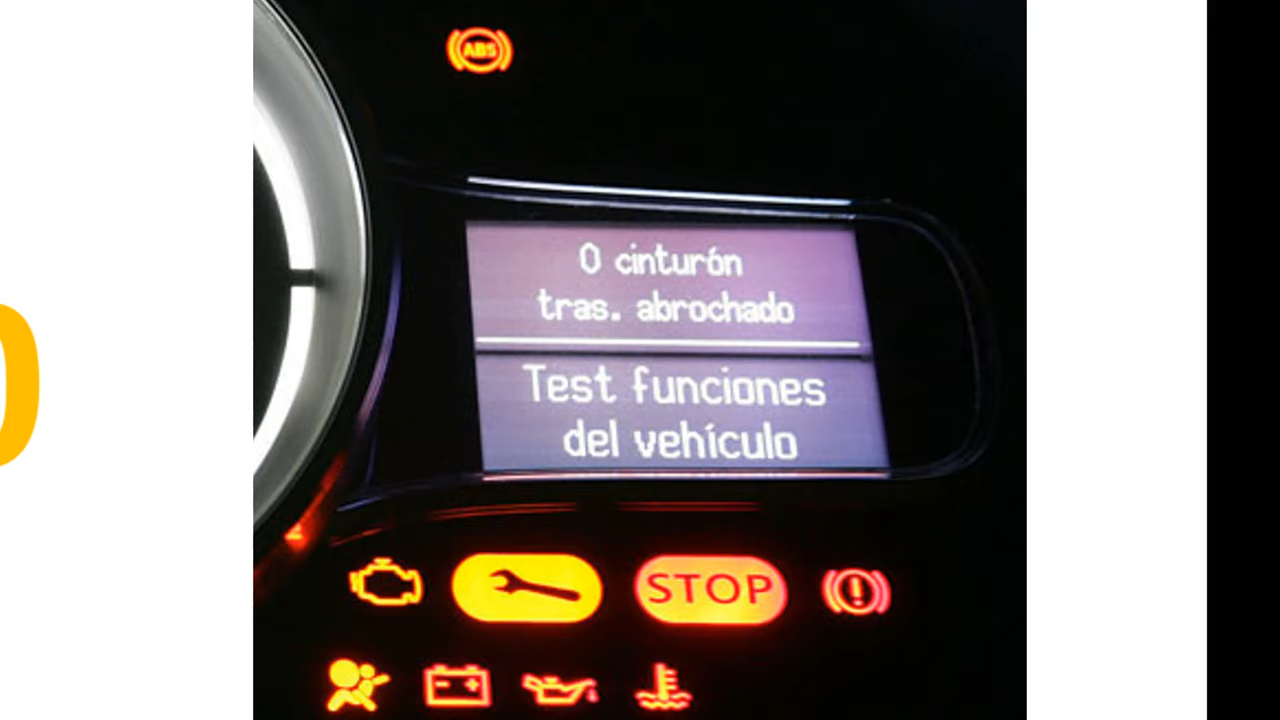 ABS
0 cinturón
tras. abrochado
Test funciones
del vehículo
STOP